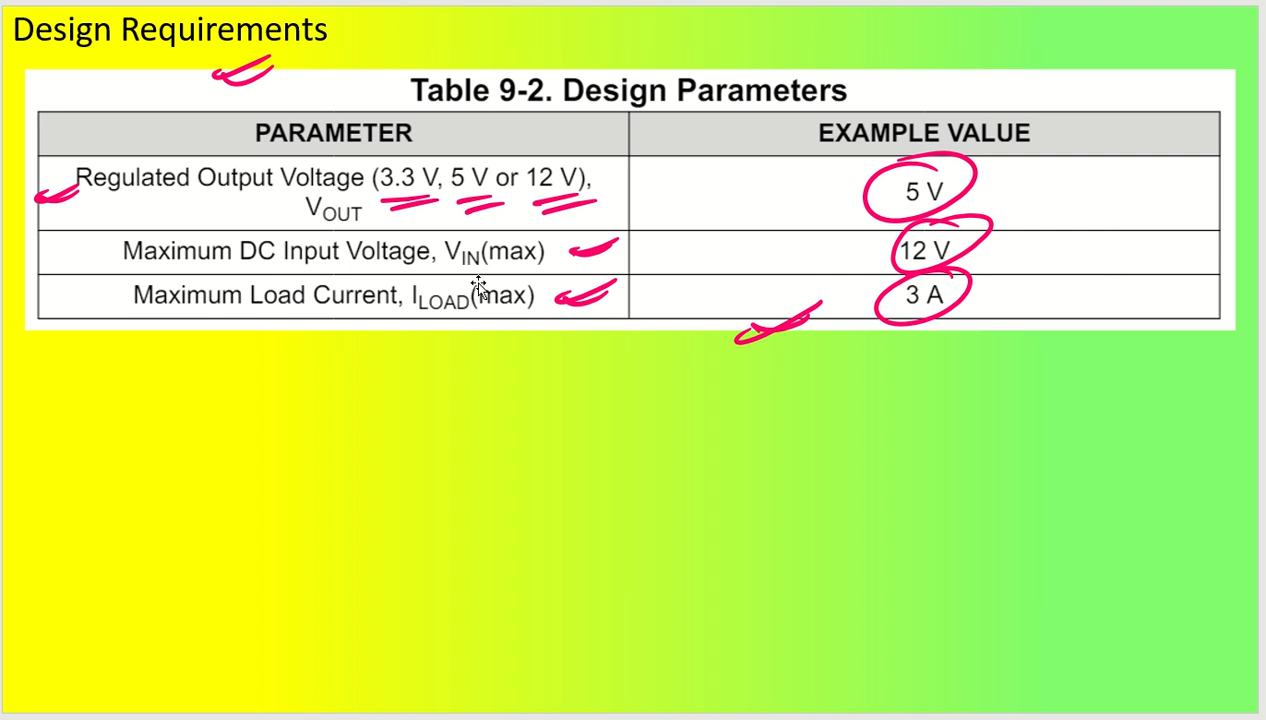 Design Requirements
Table 9-2. Design Parameters
PARAMETER
EXAMPLE VALUE
Regulated Output Voltage (3.3 V, 5 V or 12 V),
VOUT
5 V
Maximum DC Input Voltage, VIN(max)
12 V
Maximum Load Current, ILOAD(max)
3 A